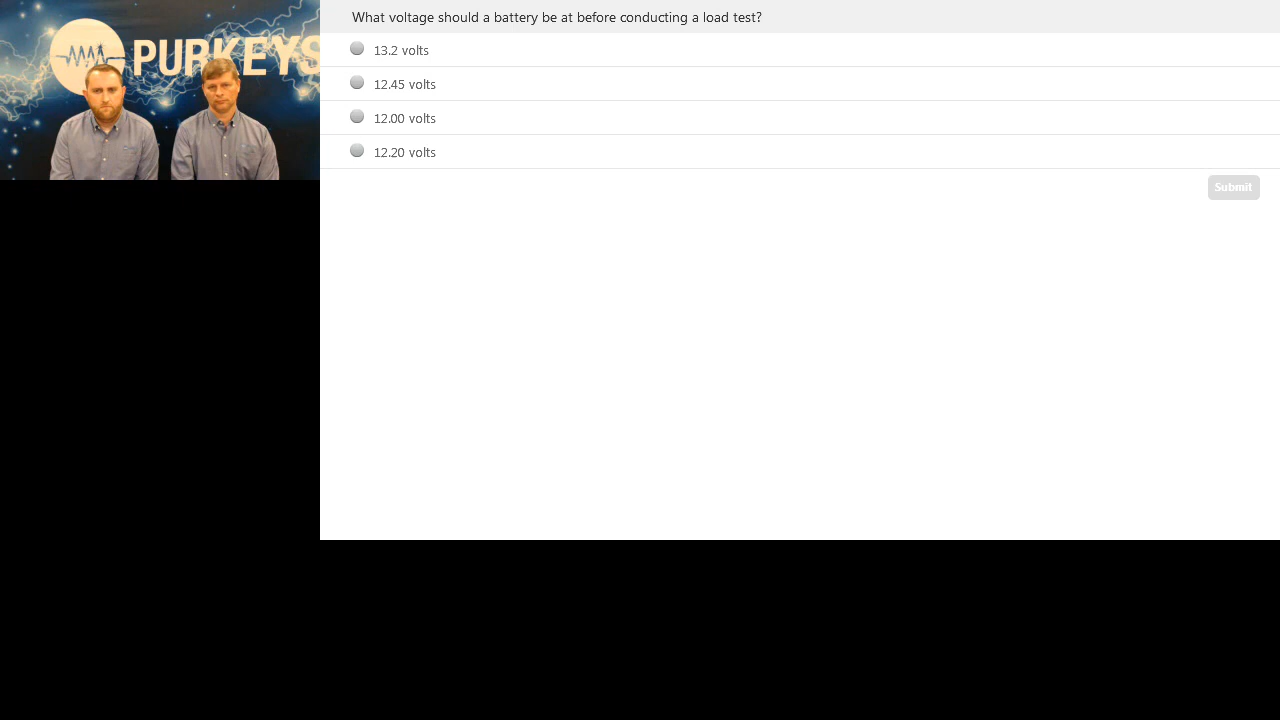 PURKEYS
What voltage should a battery be at before conducting a load test?
13.2 volts
12.45 volts
12.00 volts
12.20 volts
Submit